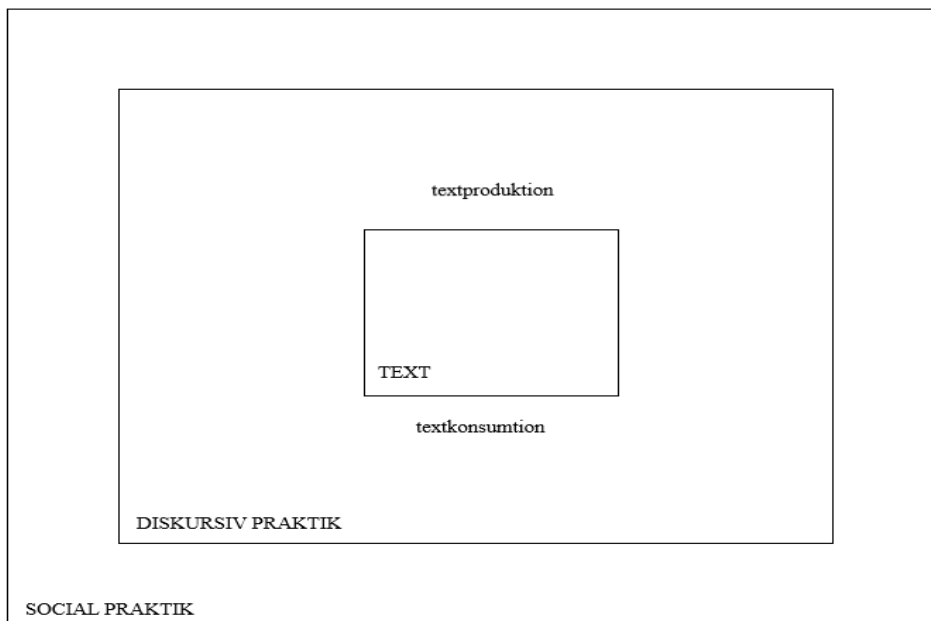 textproduktion
TEXT
textkonsumtion
DISKURSIV PRAKTIK
SOCIAL PRAKTIK